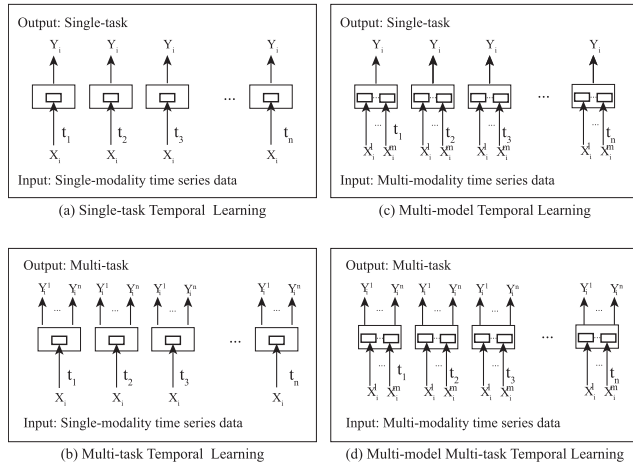 Output: Single-task
Y_i Y_i Y_i Y_i
...
t_1 t_2 t_3 t_n
X_i X_i X_i X_i
Input: Single-modality time series data
(a) Single-task Temporal Learning
Output: Single-task
Y_i Y_i Y_i Y_i
... ... ... ... ...
... ... ... ...
t_1 t_2 t_3 t_n
X_i^1 X_i^m X_i^1 X_i^m X_i^1 X_i^m X_i^1 X_i^m
Input: Multi-modality time series data
(c) Multi-model Temporal Learning
Output: Multi-task
Y_i^1 Y_i^n Y_i^1 Y_i^n Y_i^1 Y_i^n Y_i^1 Y_i^n
... ... ... ...
...
t_1 t_2 t_3 t_n
X_i X_i X_i X_i
Input: Single-modality time series data
(b) Multi-task Temporal Learning
Output: Multi-task
Y_i^1 Y_i^n Y_i^1 Y_i^n Y_i^1 Y_i^n Y_i^1 Y_i^n
... ... ... ...
... ... ... ... ...
... ... ... ...
t_1 t_2 t_3 t_n
X_i^1 X_i^m X_i^1 X_i^m X_i^1 X_i^m X_i^1 X_i^m
Input: Multi-modality time series data
(d) Multi-model Multi-task Temporal Learning